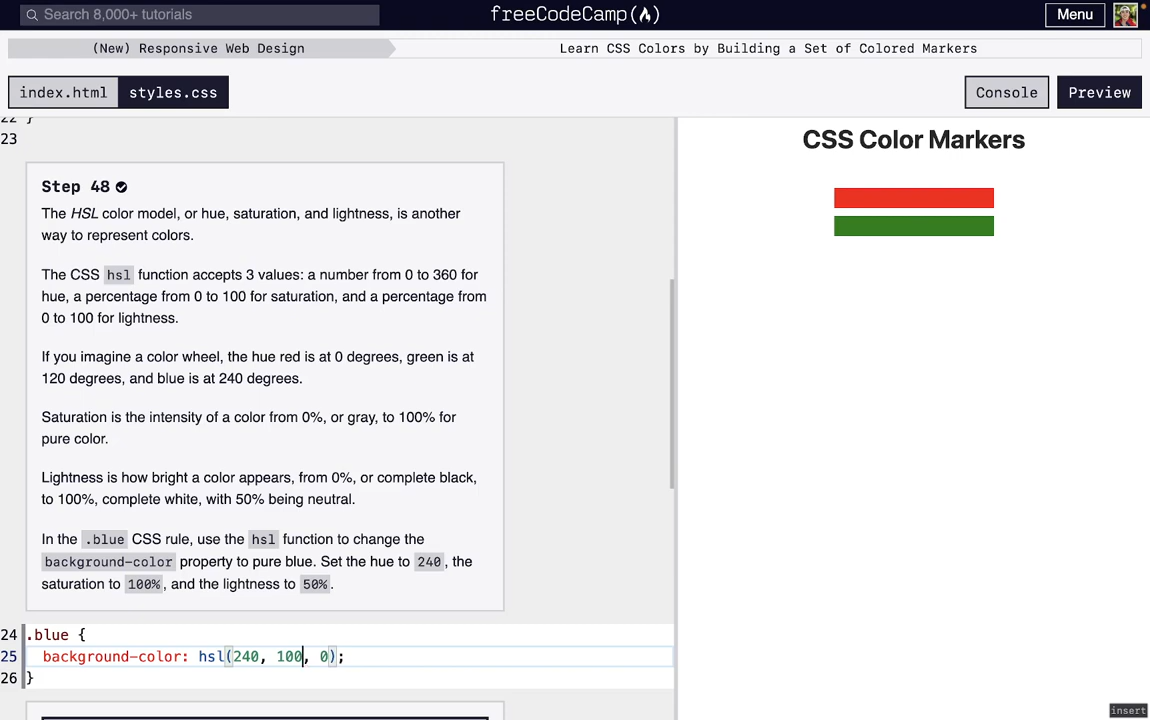 Search 8,000+ tutorials
freeCodeCamp
Menu
(New) Responsive Web Design
Learn CSS Colors by Building a Set of Colored Markers
index.html
styles.css
Console
Preview
22 }
23
Step 48
The HSL color model, or hue, saturation, and lightness, is another
way to represent colors.
The CSS hsl function accepts 3 values: a number from 0 to 360 for
hue, a percentage from 0 to 100 for saturation, and a percentage from
0 to 100 for lightness.
If you imagine a color wheel, the hue red is at 0 degrees, green is at
120 degrees, and blue is at 240 degrees.
Saturation is the intensity of a color from 0%, or gray, to 100% for
pure color.
Lightness is how bright a color appears, from 0%, or complete black,
to 100%, complete white, with 50% being neutral.
In the .blue CSS rule, use the hsl function to change the
background-color property to pure blue. Set the hue to 240, the
saturation to 100%, and the lightness to 50%.
24 .blue {
25 background-color: hsl(240, 100, 0);
26 }
CSS Color Markers
insert